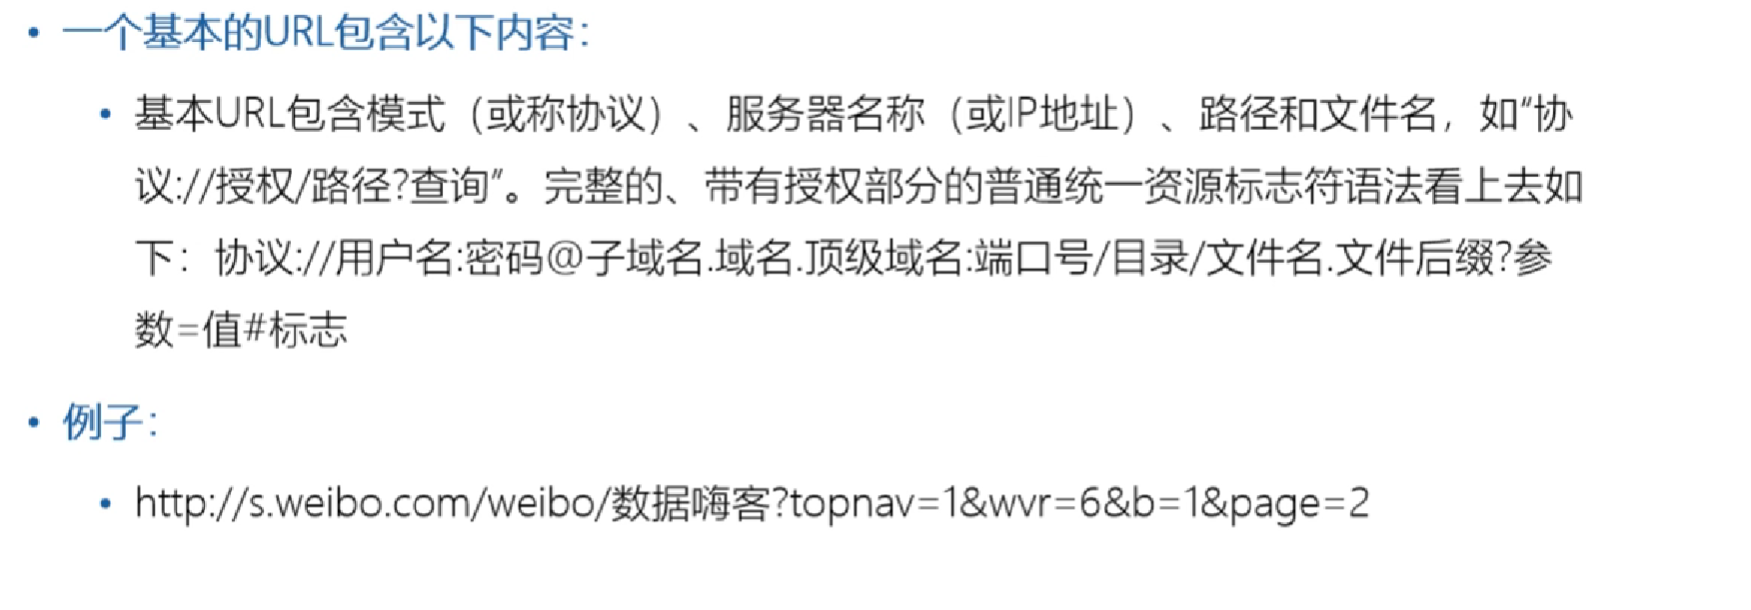 • 一个基本的URL包含以下内容：
• 基本URL包含模式（或称协议）、服务器名称（或IP地址）、路径和文件名，如“协
议://授权/路径?查询”。完整的、带有授权部分的普通统一资源标志符语法看上去如
下：协议://用户名:密码@子域名.域名.顶级域名:端口号/目录/文件名.文件后缀?参
数=值#标志
• 例子：
• http://s.weibo.com/weibo/数据嗨客?topnav=1&wvr=6&b=1&page=2